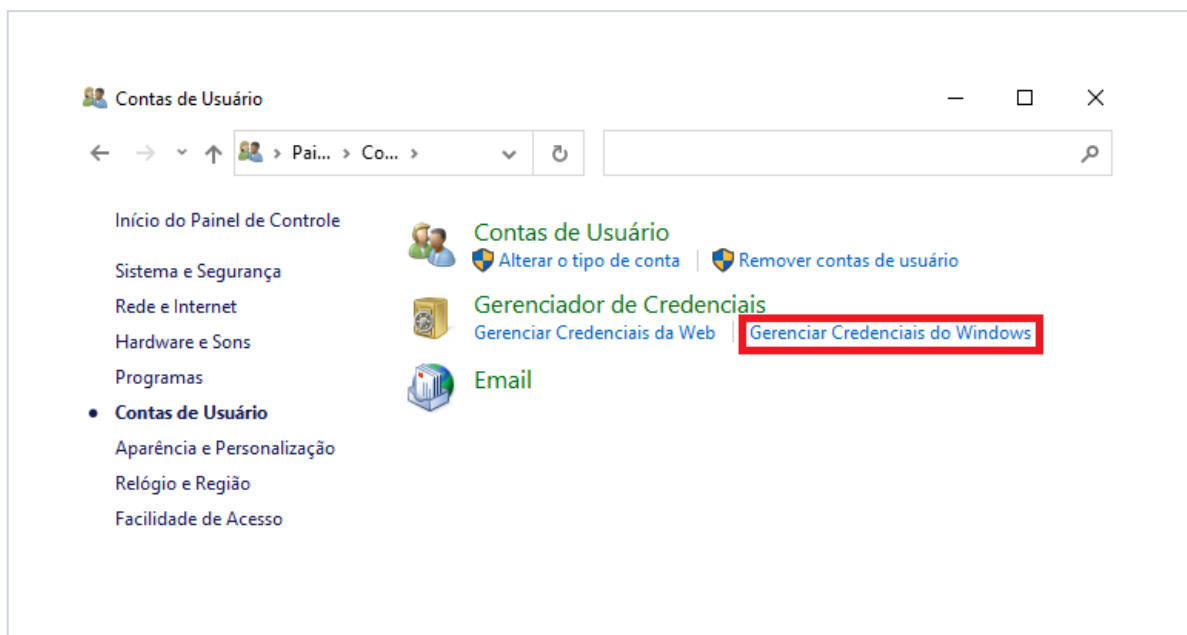 Contas de Usuário
Pai... Co...
Início do Painel de Controle
Sistema e Segurança
Rede e Internet
Hardware e Sons
Programas
Contas de Usuário
Aparência e Personalização
Relógio e Região
Facilidade de Acesso
Contas de Usuário
Alterar o tipo de conta Remover contas de usuário
Gerenciador de Credenciais
Gerenciar Credenciais da Web Gerenciar Credenciais do Windows
Email